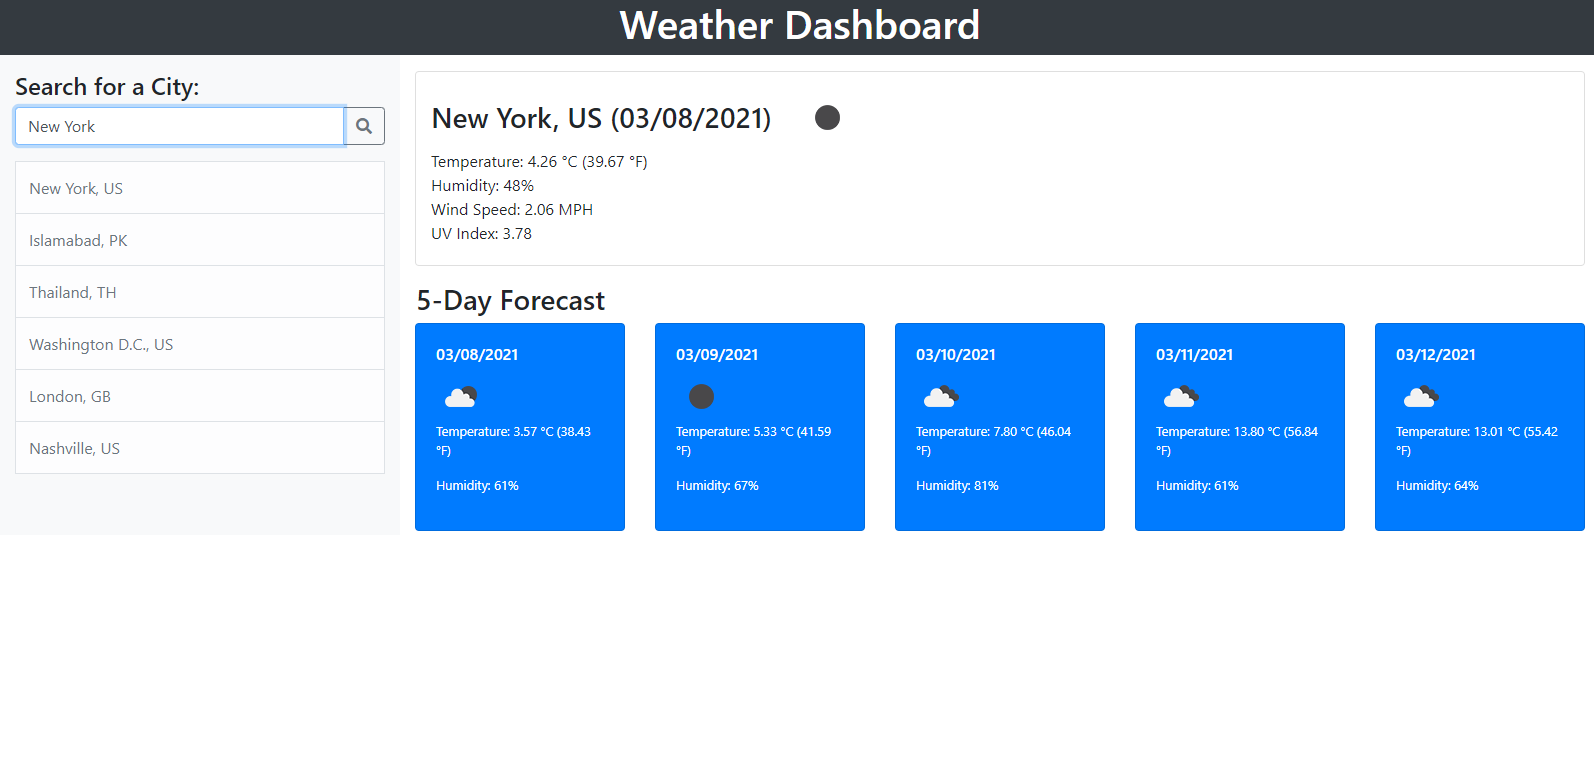 Weather Dashboard
Search for a City:
New York
New York, US
Islamabad, PK
Thailand, TH
Washington D.C., US
London, GB
Nashville, US
New York, US (03/08/2021)
Temperature: 4.26 °C (39.67 °F)
Humidity: 48%
Wind Speed: 2.06 MPH
UV Index: 3.78
5-Day Forecast
03/08/2021
Temperature: 3.57 °C (38.43
°F)
Humidity: 61%
03/09/2021
Temperature: 5.33 °C (41.59
°F)
Humidity: 67%
03/10/2021
Temperature: 7.80 °C (46.04
°F)
Humidity: 81%
03/11/2021
Temperature: 13.80 °C (56.84
°F)
Humidity: 61%
03/12/2021
Temperature: 13.01 °C (55.42
°F)
Humidity: 64%